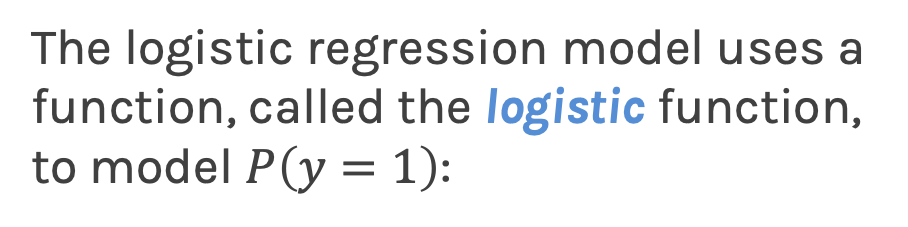 The logistic regression model uses a
function, called the logistic function,
to model P(y = 1):